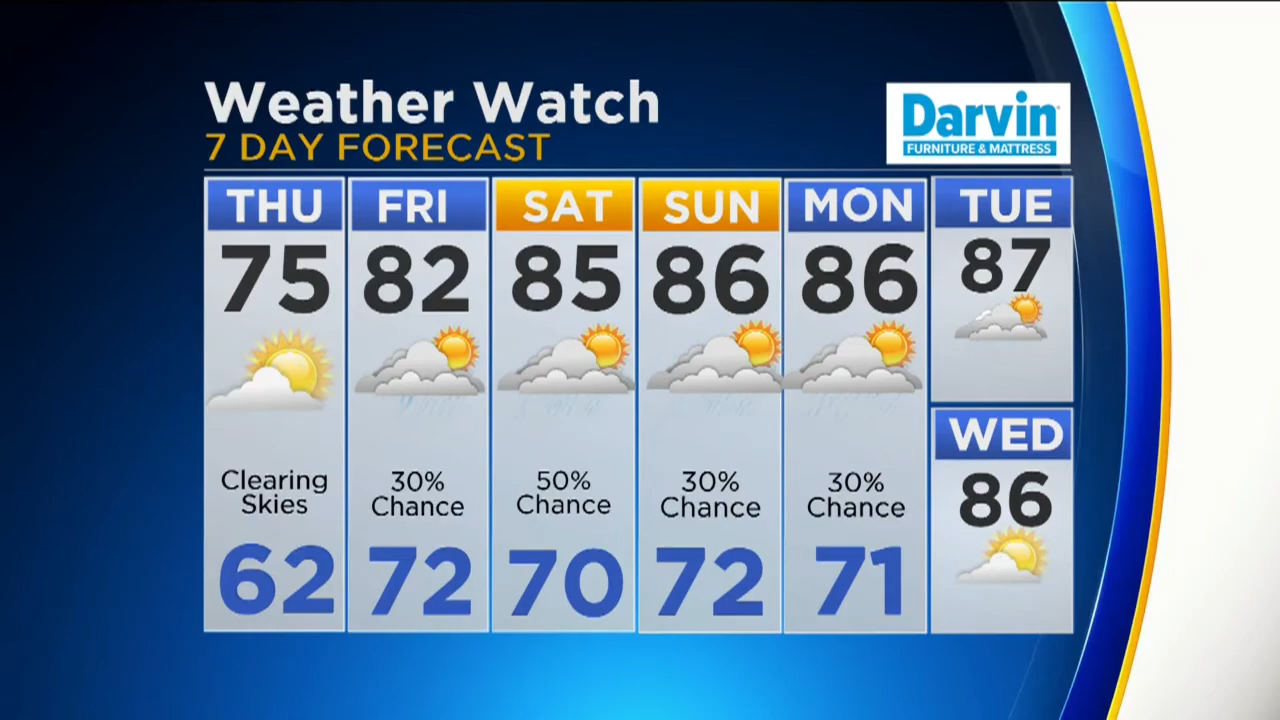 Weather Watch
7 DAY FORECAST
Darvin
FURNITURE & MATTRESS
THU
75
Clearing
Skies
62
FRI
82
30%
Chance
72
SAT
85
50%
Chance
70
SUN
86
30%
Chance
72
MON
86
30%
Chance
71
TUE
87
WED
86